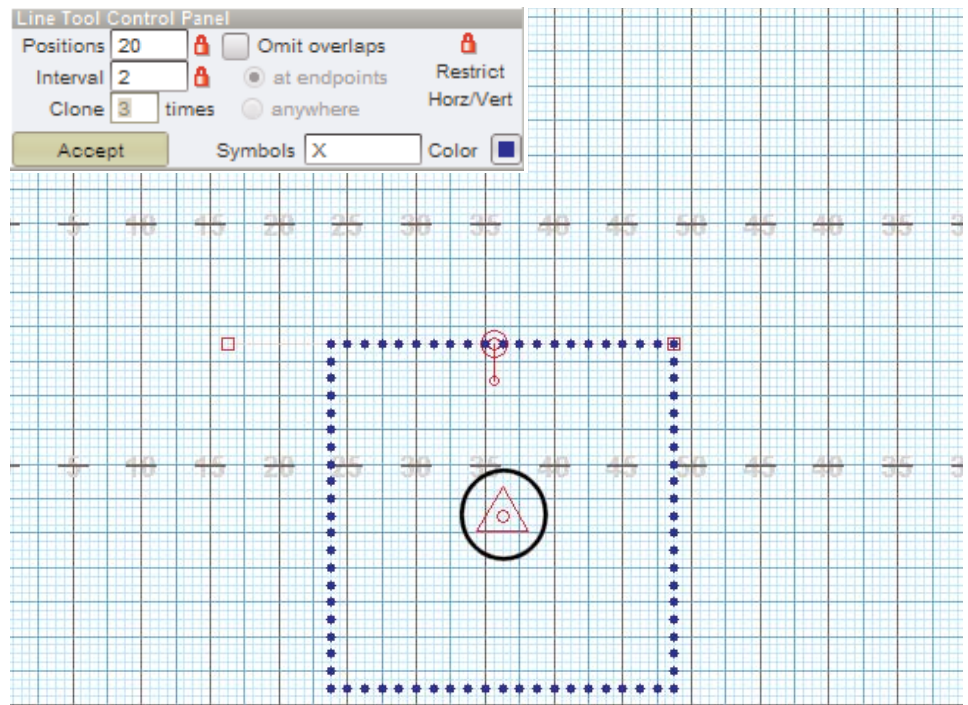 Line Tool Control Panel
Positions 20 Omit overlaps
Interval 2 at endpoints Restrict
Clone 3 times anywhere Horz/Vert
Accept Symbols X Color
5 10 15 20 25 30 35 40 45 50 45 40 35 3
5 10 15 20 25 30 35 40 45 50 45 40 35 3